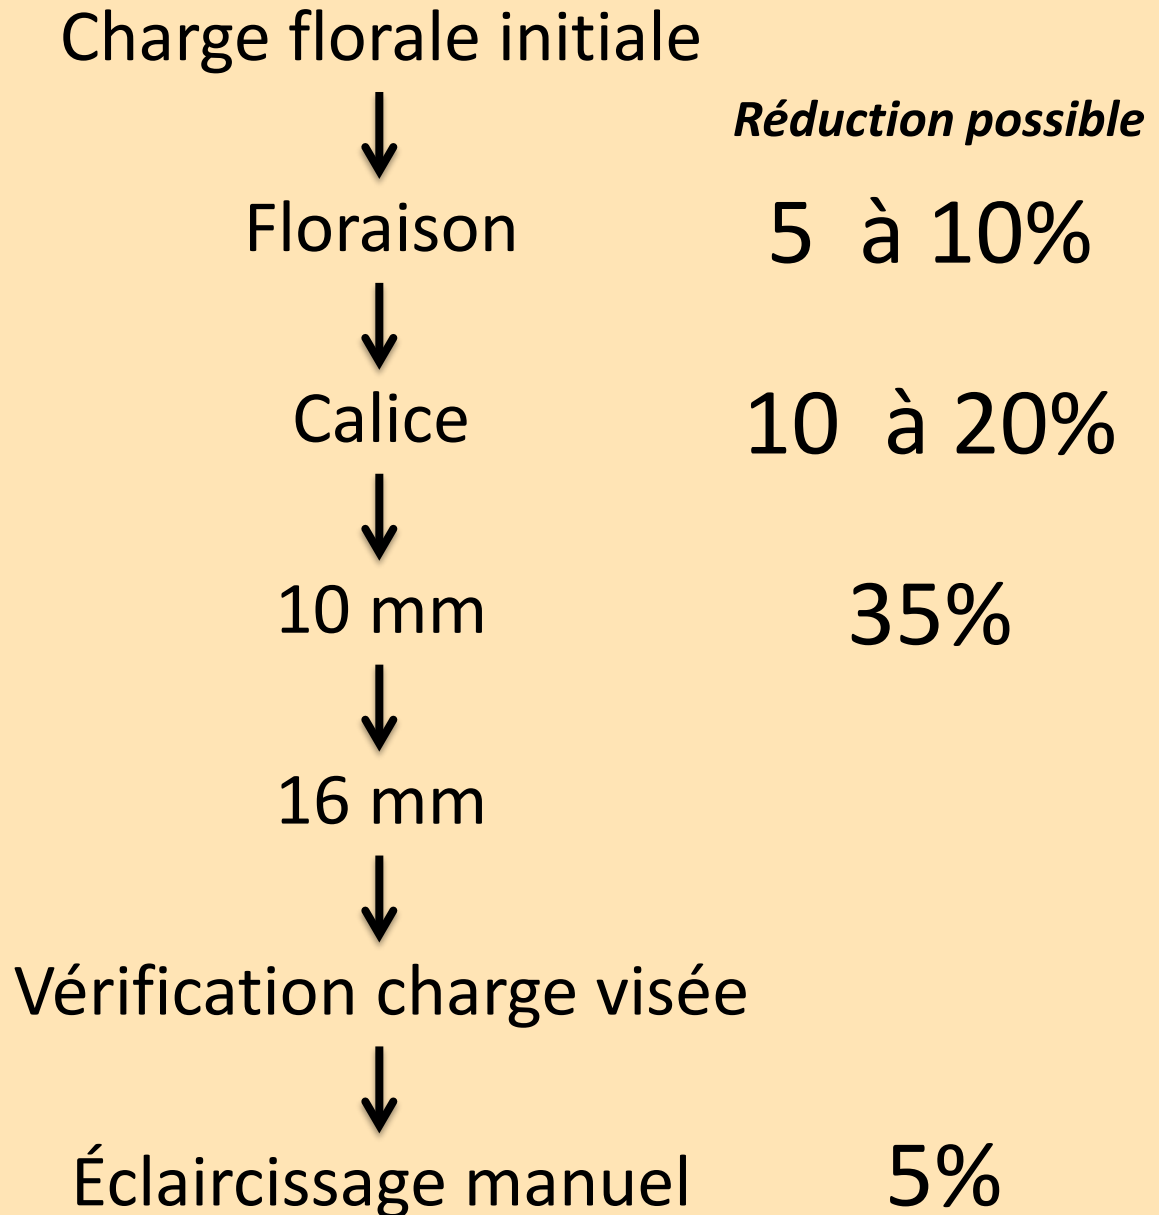 Charge florale initiale
Réduction possible
Floraison 5 à 10%
Calice 10 à 20%
10 mm 35%
16 mm
Vérification charge visée
Éclaircissage manuel 5%